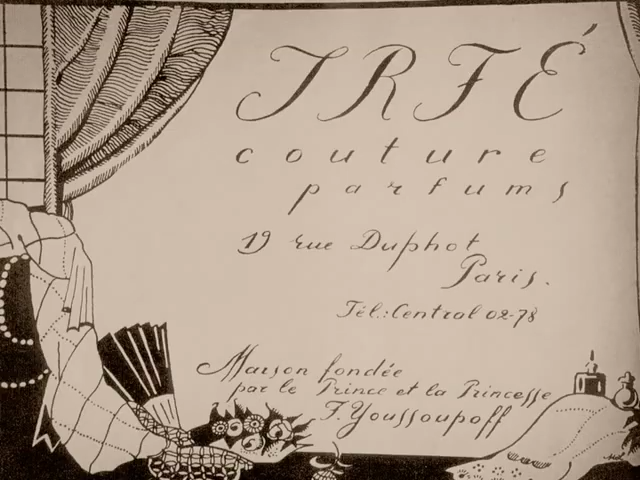 IRFÉ
couture
parfums
19 rue Duphot
Paris.
Tél.: Central 02-78
Maison fondée
par le Prince et la Princesse
F. Youssoupoff